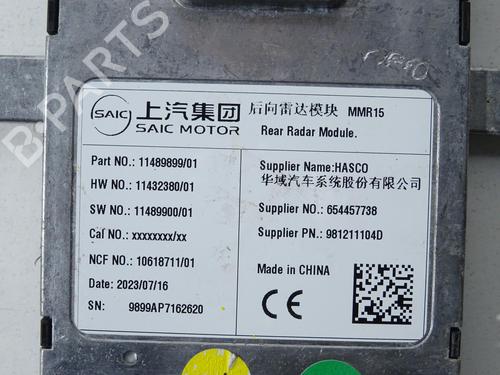 SAIC 上汽集团 后向雷达模块 MMR15
SAIC MOTOR Rear Radar Module.
Part NO.: 11489899/01
HW NO.: 11432380/01
SW NO.: 11489900/01
Cal NO.: xxxxxxxx/xx
NCF NO.: 10618711/01
Date: 2023/07/16
SN: 9899AP7162620
Supplier Name:HASCO
华域汽车系统股份有限公司
Supplier NO.: 654457738
Supplier PN.: 981211104D
Made in CHINA
CE
B-PARTS